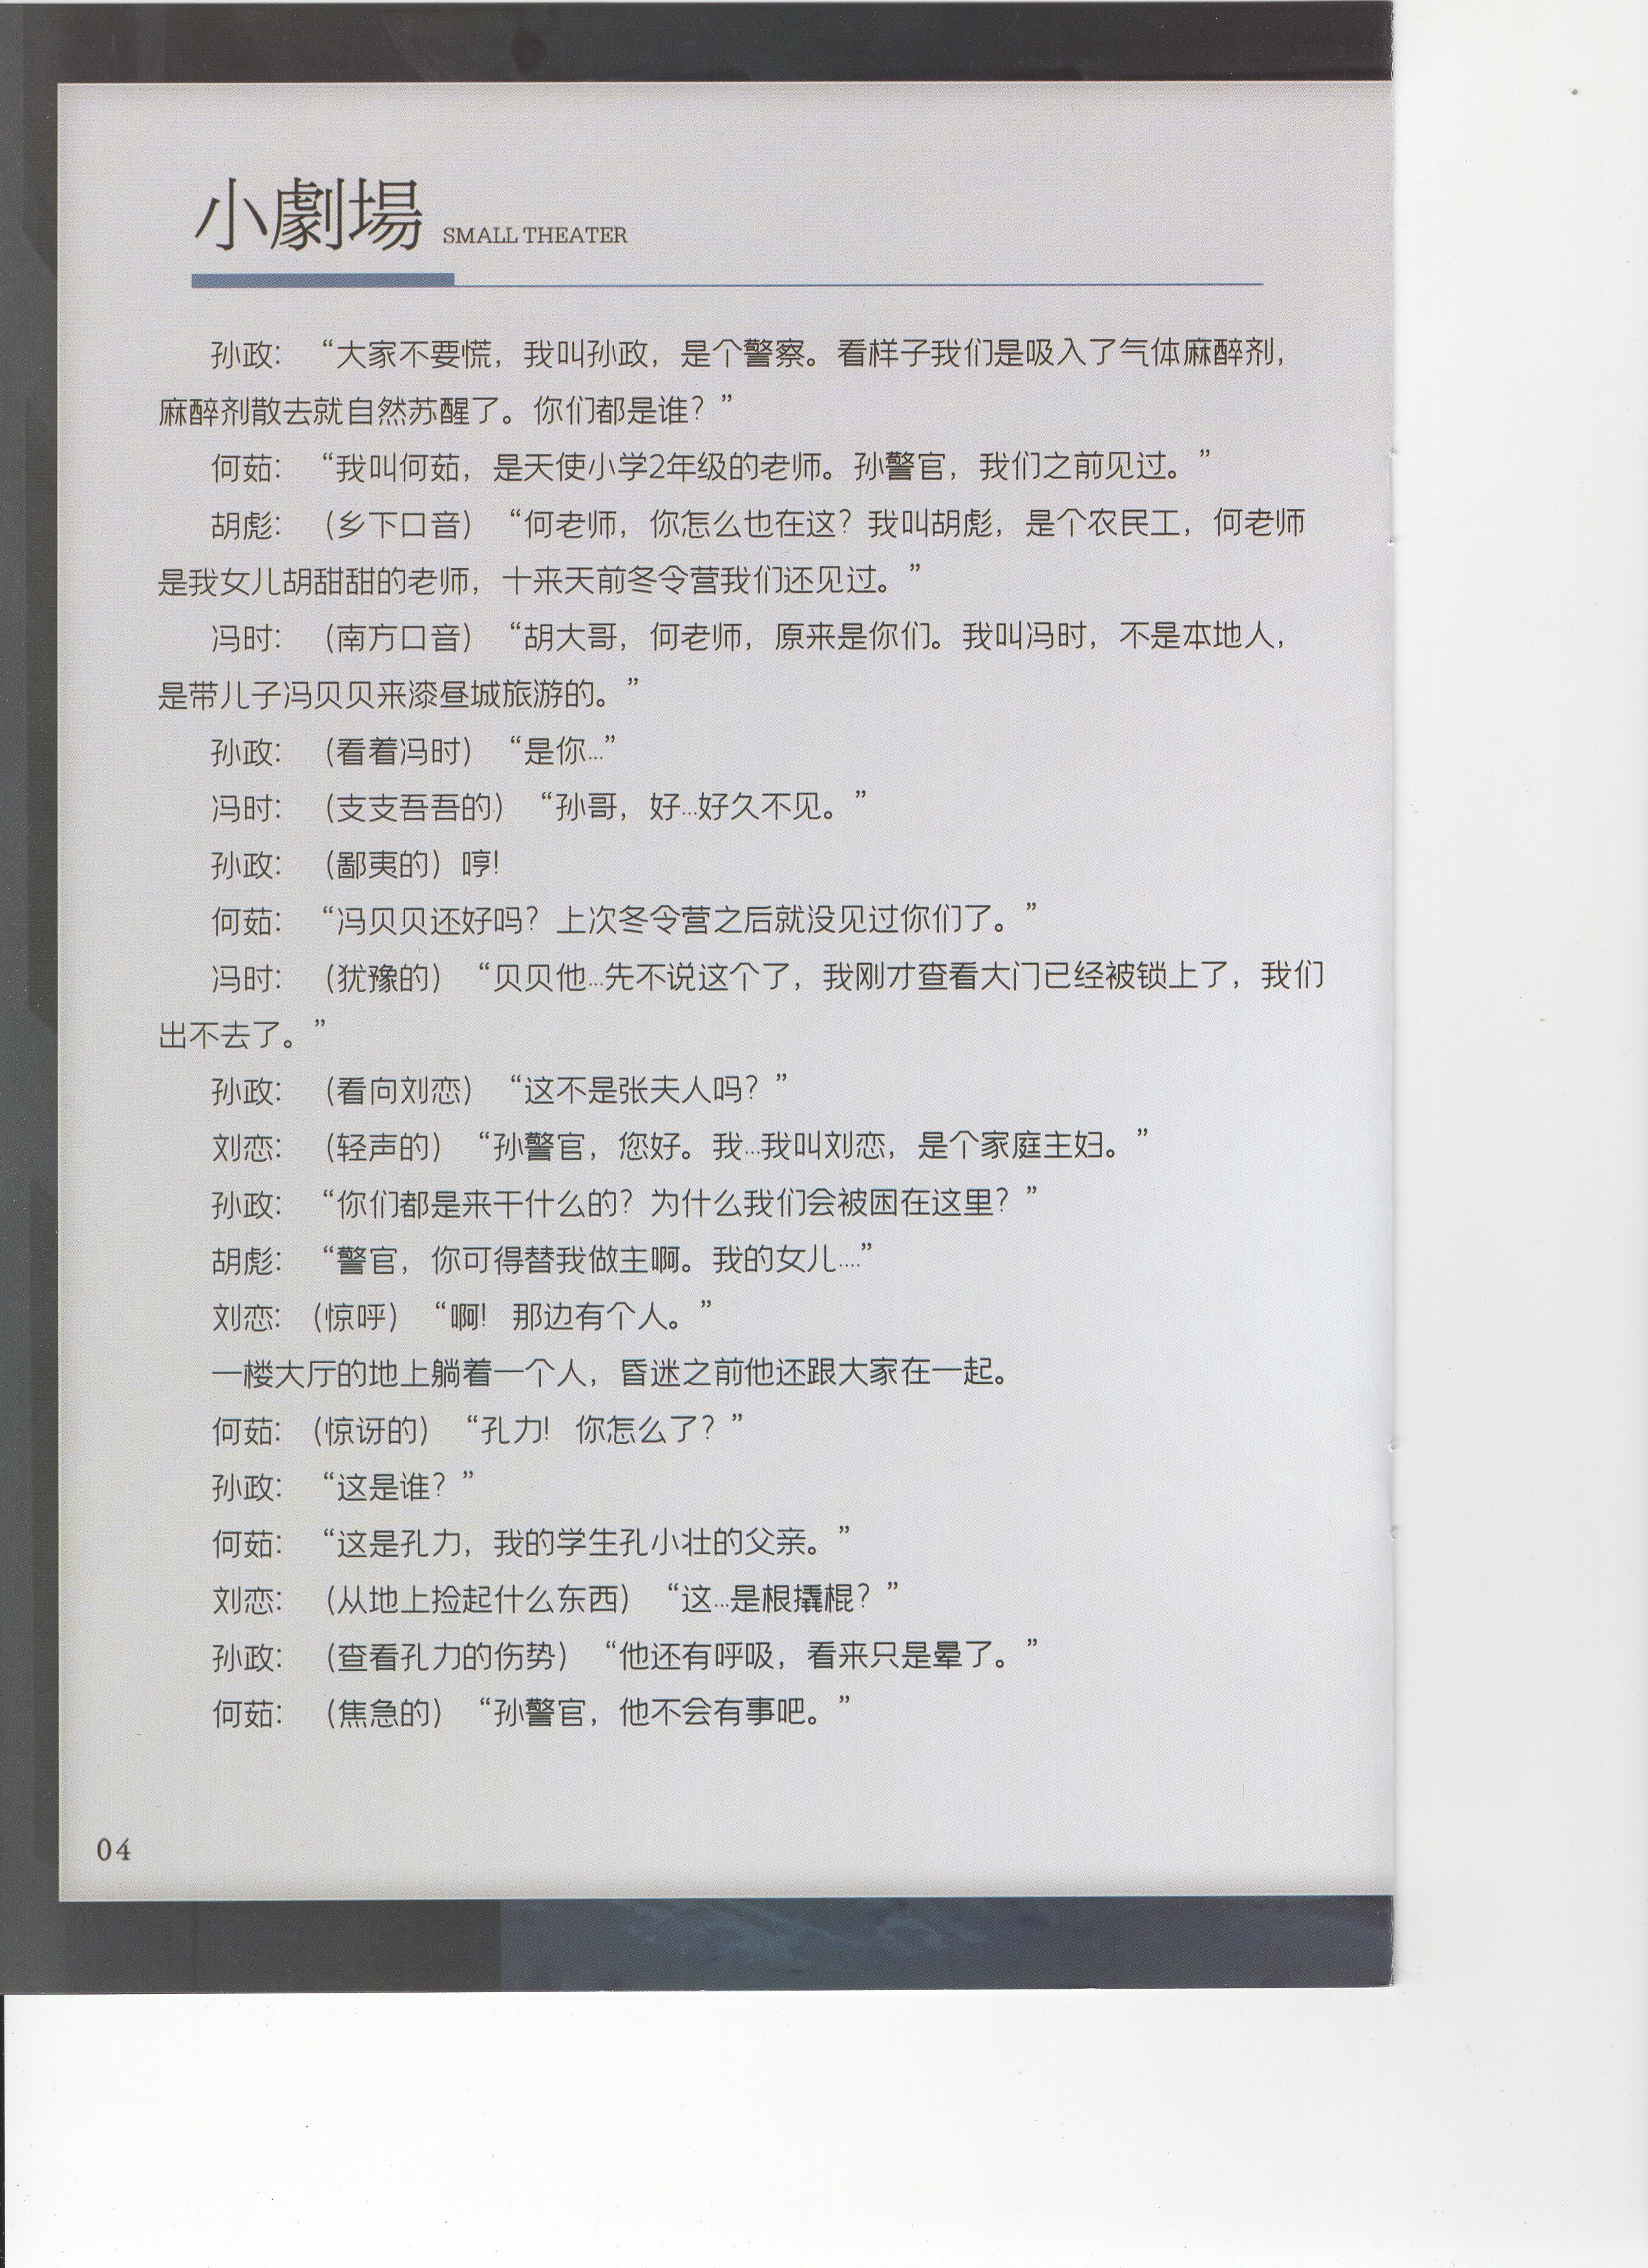 小劇場 SMALL THEATER
孙政：“大家不要慌，我叫孙政，是个警察。看样子我们是吸入了气体麻醉剂，
麻醉剂散去就自然苏醒了。你们都是谁？”
何茹：“我叫何茹，是天使小学2年级的老师。孙警官，我们之前见过。”
胡彪：（乡下口音）“何老师，你怎么也在这？我叫胡彪，是个农民工，何老师
是我女儿胡甜甜的老师，十来天前冬令营我们还见过。”
冯时：（南方口音）“胡大哥，何老师，原来是你们。我叫冯时，不是本地人，
是带儿子冯贝贝来漆昼城旅游的。”
孙政：（看着冯时）“是你...”
冯时：（支支吾吾的）“孙哥，好...好久不见。”
孙政：（鄙夷的）哼！
何茹：“冯贝贝还好吗？上次冬令营之后就没见过你们了。”
冯时：（犹豫的）“贝贝他...先不说这个了，我刚才查看大门已经被锁上了，我们
出不去了。”
孙政：（看向刘恋）“这不是张夫人吗？”
刘恋：（轻声的）“孙警官，您好。我...我叫刘恋，是个家庭主妇。”
孙政：“你们都是来干什么的？为什么我们会被困在这里？”
胡彪：“警官，你可得替我做主啊。我的女儿....”
刘恋:（惊呼）“啊！那边有个人。”
一楼大厅的地上躺着一个人，昏迷之前他还跟大家在一起。
何茹:（惊讶的）“孔力！你怎么了？”
孙政：“这是谁？”
何茹：“这是孔力，我的学生孔小壮的父亲。”
刘恋：（从地上捡起什么东西）“这...是根撬棍？”
孙政：（查看孔力的伤势）“他还有呼吸，看来只是晕了。”
何茹：（焦急的）“孙警官，他不会有事吧。”
04